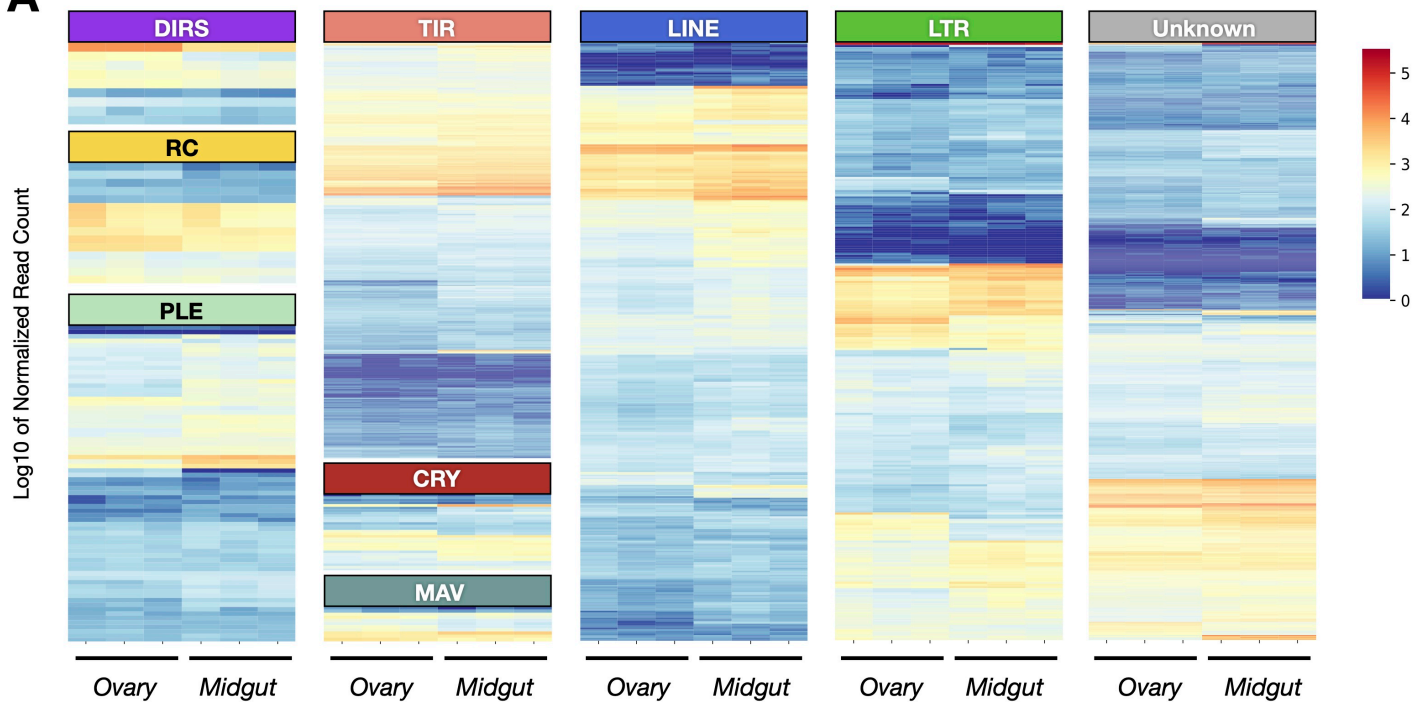 A
DIRS
TIR
LINE
LTR
Unknown
RC
PLE
CRY
MAV
Log10 of Normalized Read Count
5
4
3
2
1
0
Ovary Midgut Ovary Midgut Ovary Midgut Ovary Midgut Ovary Midgut